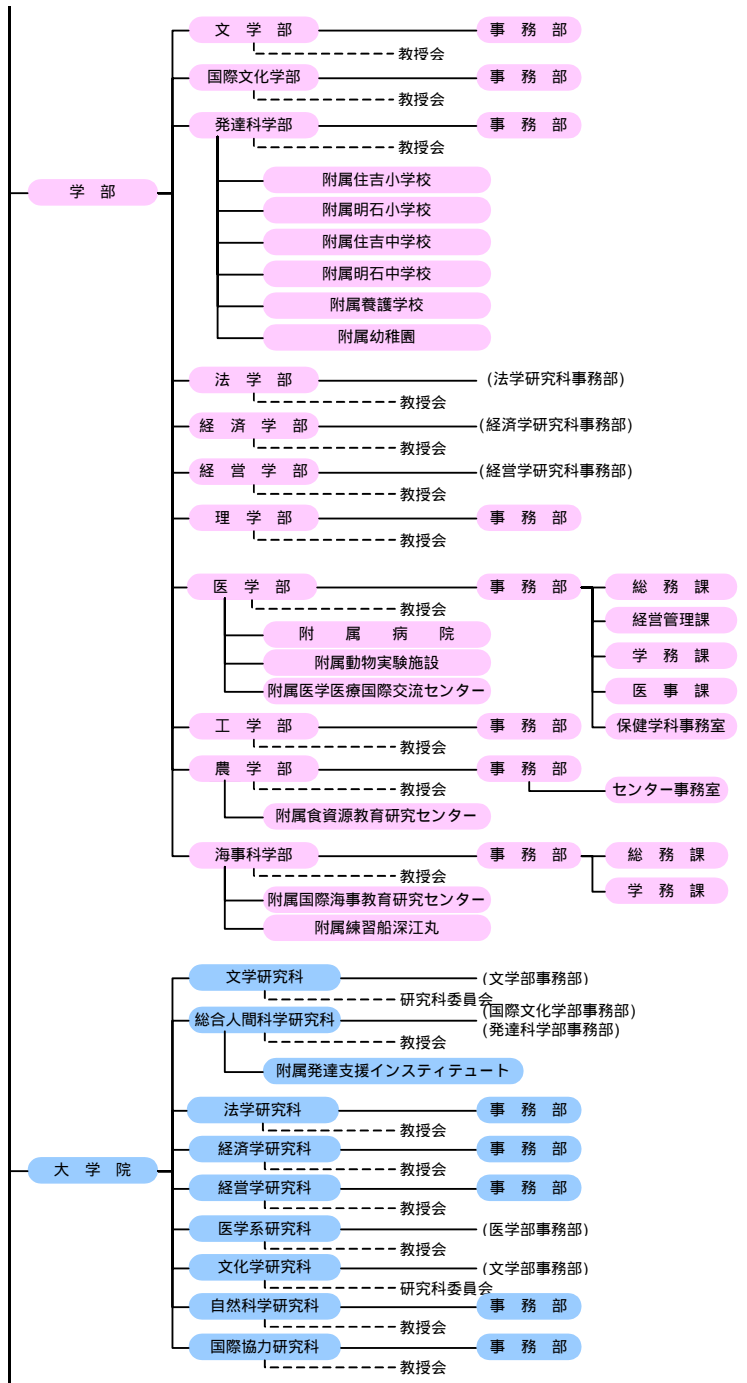 文学部 事務部
教授会
国際文化学部 事務部
教授会
発達科学部 事務部
教授会
附属住吉小学校
学部
附属明石小学校
附属住吉中学校
附属明石中学校
附属養護学校
附属幼稚園
法学部 (法学研究科事務部)
教授会
経済学部 (経済学研究科事務部)
教授会
経営学部 (経営学研究科事務部)
教授会
理学部 事務部
教授会
医学部 事務部 総務課
教授会
経営管理課
附属病院
附属動物実験施設 学務課
附属医学医療国際交流センター 医事課
工学部 事務部 保健学科事務室
教授会
農学部 事務部
教授会 センター事務室
附属食資源教育研究センター
海事科学部 事務部 総務課
教授会
附属国際海事教育研究センター 学務課
附属練習船深江丸
文学研究科 (文学部事務部)
研究科委員会
総合人間科学研究科 (国際文化学部事務部)
(発達科学部事務部)
教授会
附属発達支援インスティテュート
法学研究科 事務部
教授会
経済学研究科 事務部
教授会
大学院
経営学研究科 事務部
教授会
医学系研究科 (医学部事務部)
教授会
文化学研究科 (文学部事務部)
研究科委員会
自然科学研究科 事務部
教授会
国際協力研究科 事務部
教授会